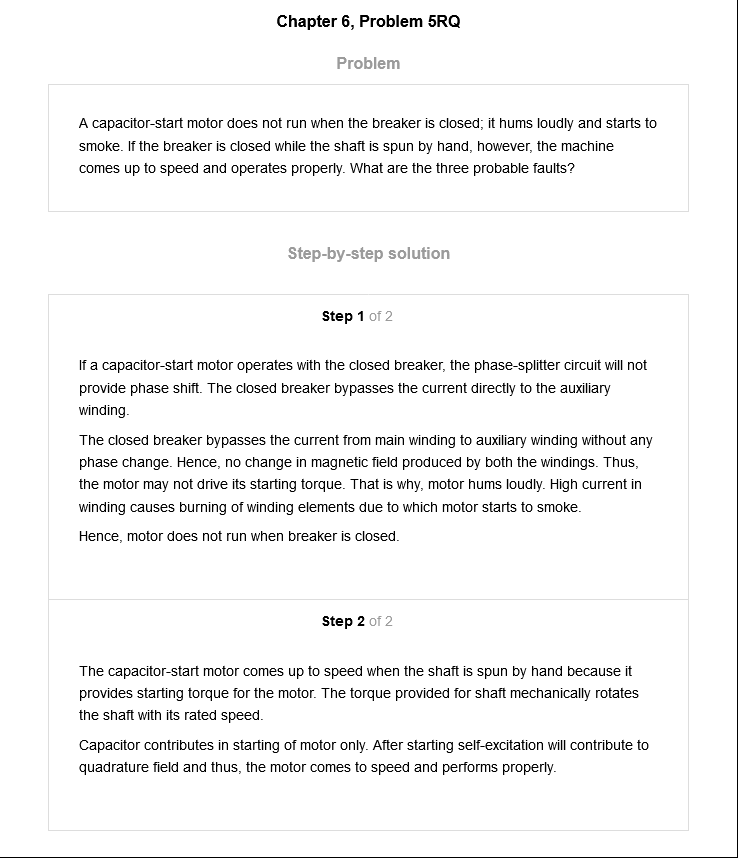 Chapter 6, Problem 5RQ
Problem
A capacitor-start motor does not run when the breaker is closed; it hums loudly and starts to
smoke. If the breaker is closed while the shaft is spun by hand, however, the machine
comes up to speed and operates properly. What are the three probable faults?
Step-by-step solution
Step 1 of 2
If a capacitor-start motor operates with the closed breaker, the phase-splitter circuit will not
provide phase shift. The closed breaker bypasses the current directly to the auxiliary
winding.
The closed breaker bypasses the current from main winding to auxiliary winding without any
phase change. Hence, no change in magnetic field produced by both the windings. Thus,
the motor may not drive its starting torque. That is why, motor hums loudly. High current in
winding causes burning of winding elements due to which motor starts to smoke.
Hence, motor does not run when breaker is closed.
Step 2 of 2
The capacitor-start motor comes up to speed when the shaft is spun by hand because it
provides starting torque for the motor. The torque provided for shaft mechanically rotates
the shaft with its rated speed.
Capacitor contributes in starting of motor only. After starting self-excitation will contribute to
quadrature field and thus, the motor comes to speed and performs properly.